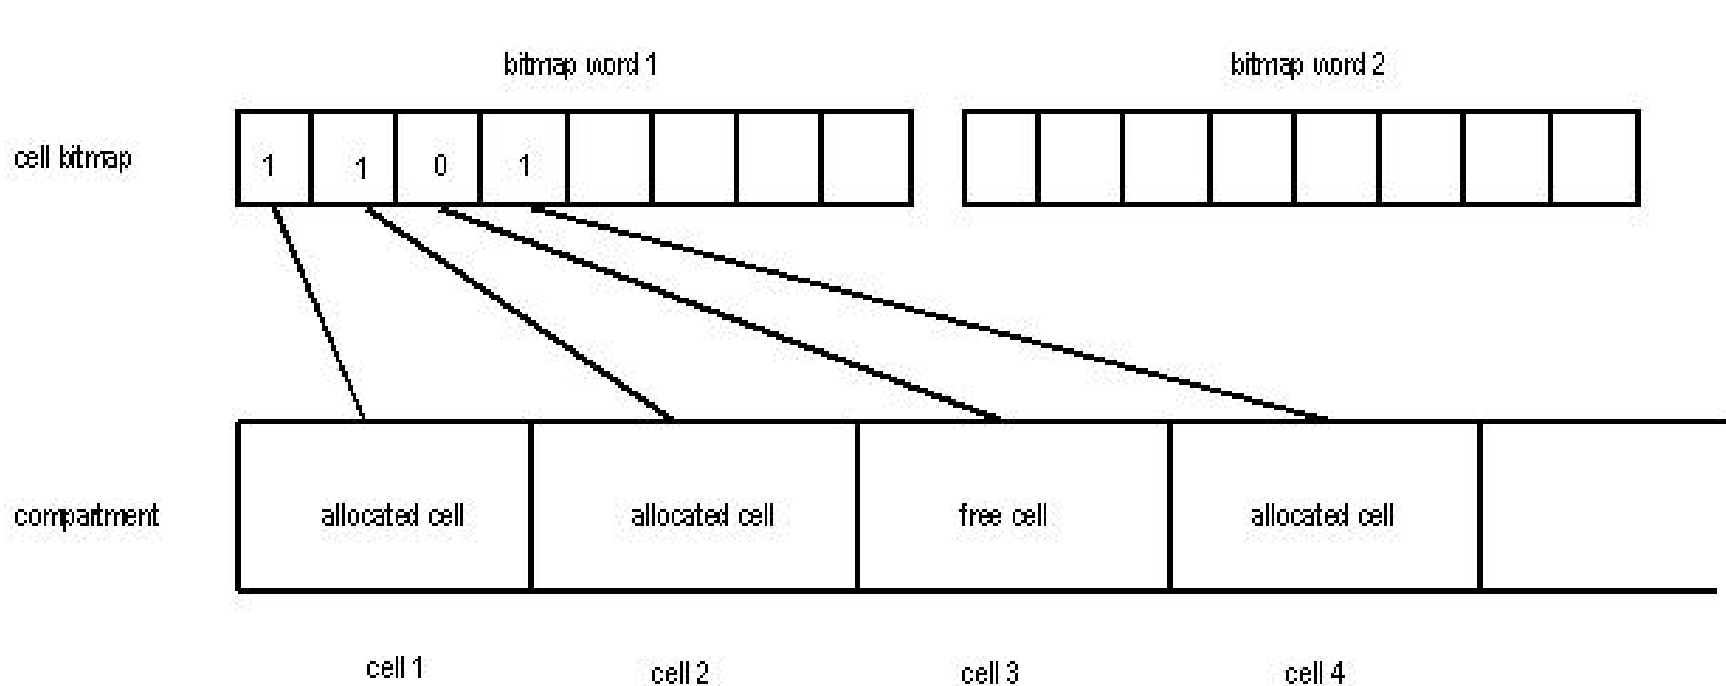 bitmap word 1
bitmap word 2
cell bitmap
1 1 0 1
compartment
allocated cell
allocated cell
free cell
allocated cell
cell 1
cell 2
cell 3
cell 4